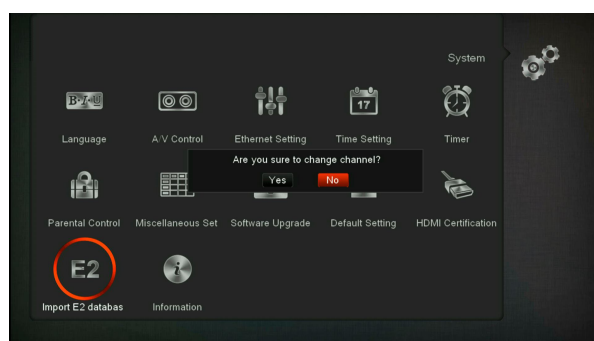 System
B·I·U
17
Language
A/V Control
Ethernet Setting
Time Setting
Timer
Are you sure to change channel?
Yes
No
Parental Control
Miscellaneous Set
Software Upgrade
Default Setting
HDMI Certification
E2
i
Import E2 databas
Information